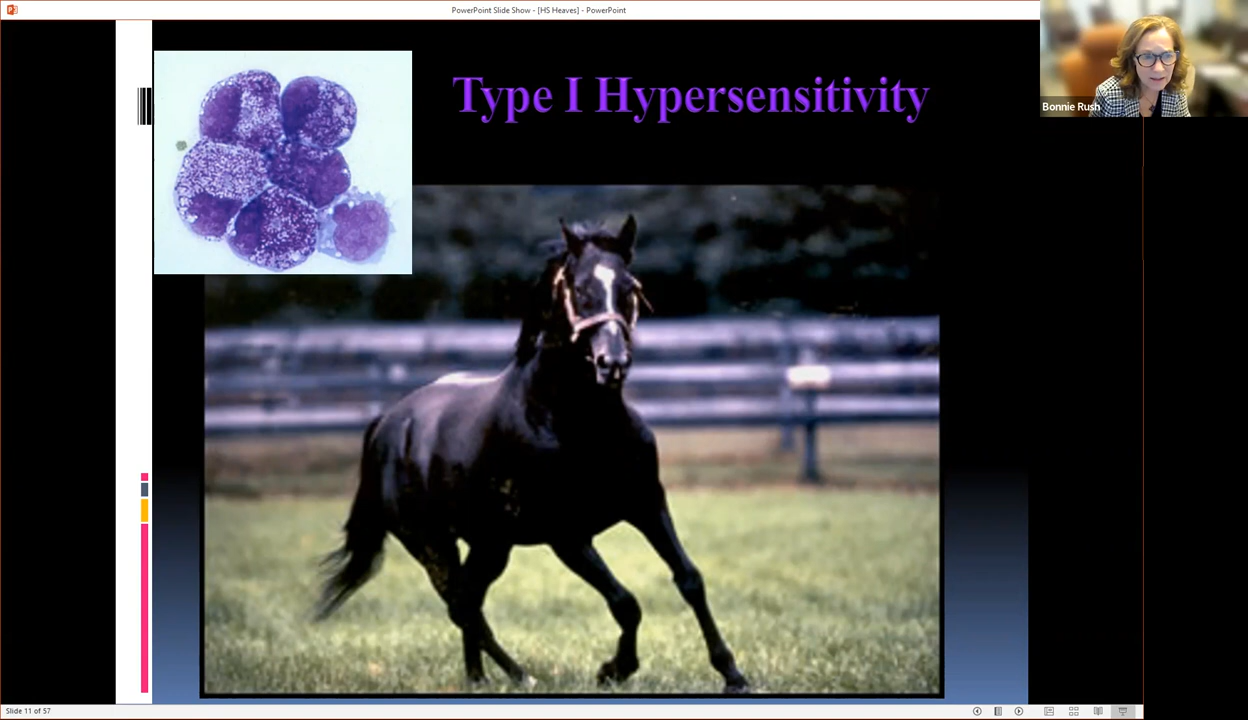 PowerPoint Slide Show - [HS Heaves] - PowerPoint
Type I Hypersensitivity
Bonnie Rush
Slide 11 of 57